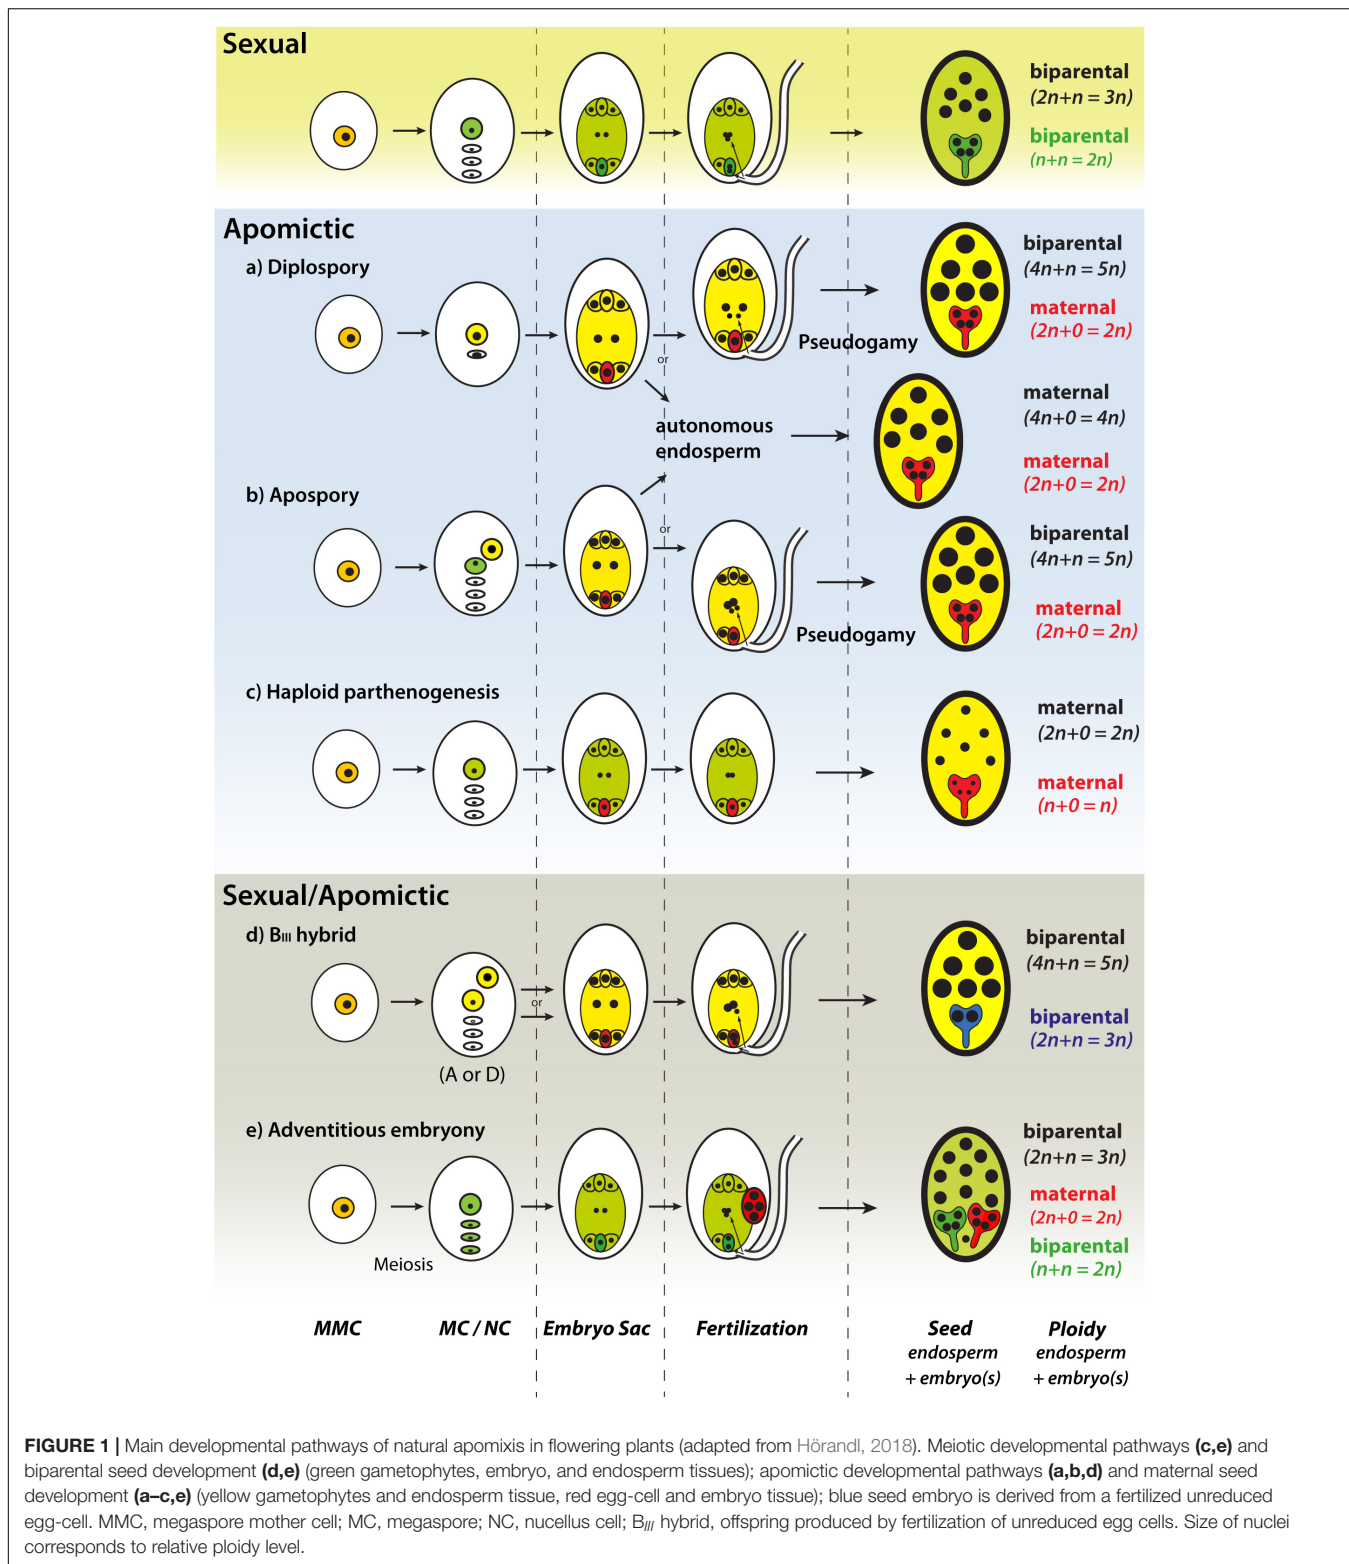 Sexual
biparental
(2n+n = 3n)
biparental
(n+n = 2n)
Apomictic
a) Diplospory
biparental
(4n+n = 5n)
maternal
(2n+0 = 2n)
Pseudogamy
or
autonomous
endosperm
maternal
(4n+0 = 4n)
maternal
(2n+0 = 2n)
b) Apospory
or
biparental
(4n+n = 5n)
Pseudogamy
maternal
(2n+0 = 2n)
c) Haploid parthenogenesis
maternal
(2n+0 = 2n)
maternal
(n+0 = n)
Sexual/Apomictic
d) BIII hybrid
or
(A or D)
biparental
(4n+n = 5n)
biparental
(2n+n = 3n)
e) Adventitious embryony
Meiosis
biparental
(2n+n = 3n)
maternal
(2n+0 = 2n)
biparental
(n+n = 2n)
MMC MC / NC Embryo Sac Fertilization Seed Ploidy
endosperm endosperm
+ embryo(s) + embryo(s)
FIGURE 1 | Main developmental pathways of natural apomixis in flowering plants (adapted from Hörandl, 2018). Meiotic developmental pathways (c,e) and
biparental seed development (d,e) (green gametophytes, embryo, and endosperm tissues); apomictic developmental pathways (a,b,d) and maternal seed
development (a–c,e) (yellow gametophytes and endosperm tissue, red egg-cell and embryo tissue); blue seed embryo is derived from a fertilized unreduced
egg-cell. MMC, megaspore mother cell; MC, megaspore; NC, nucellus cell; BIII hybrid, offspring produced by fertilization of unreduced egg cells. Size of nuclei
corresponds to relative ploidy level.